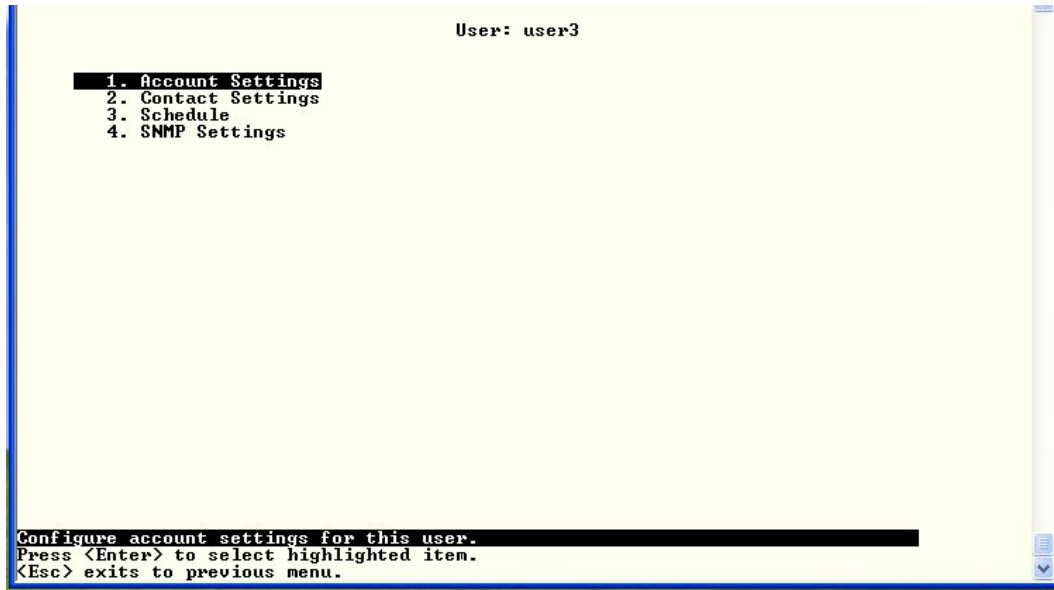 User: user3
1. Account Settings
2. Contact Settings
3. Schedule
4. SNMP Settings
Configure account settings for this user.
Press <Enter> to select highlighted item.
<Esc> exits to previous menu.